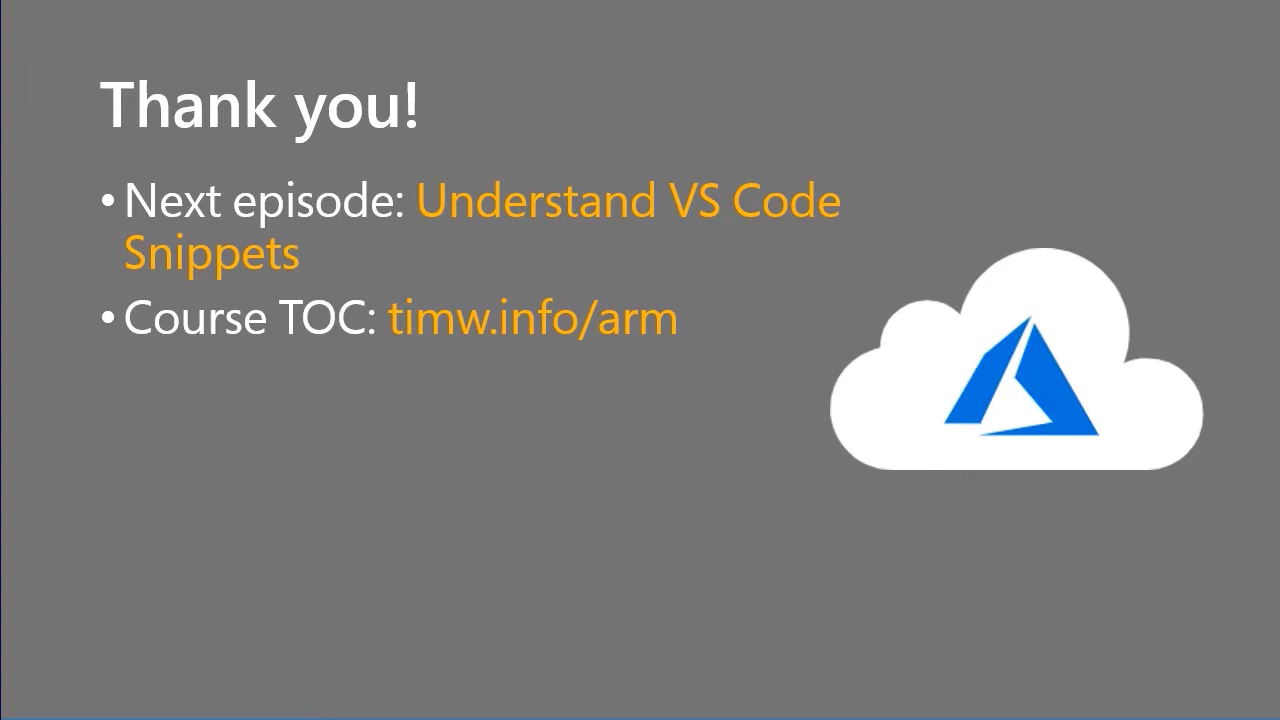 Thank you!
• Next episode: Understand VS Code
Snippets
• Course TOC: timw.info/arm